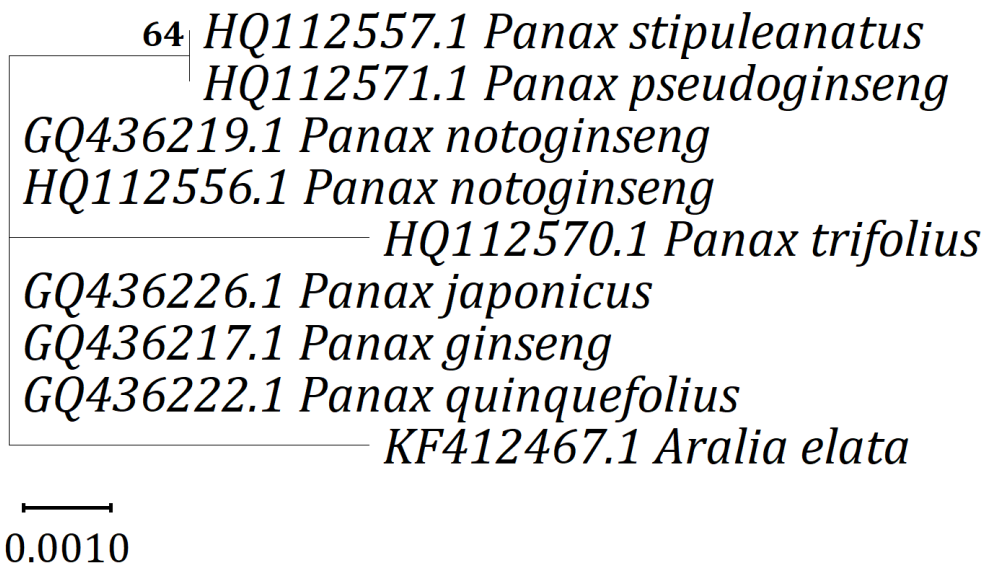 64 HQ112557.1 Panax stipuleanatus
HQ112571.1 Panax pseudoginseng
GQ436219.1 Panax notoginseng
HQ112556.1 Panax notoginseng
HQ112570.1 Panax trifolius
GQ436226.1 Panax japonicus
GQ436217.1 Panax ginseng
GQ436222.1 Panax quinquefolius
KF412467.1 Aralia elata
0.0010